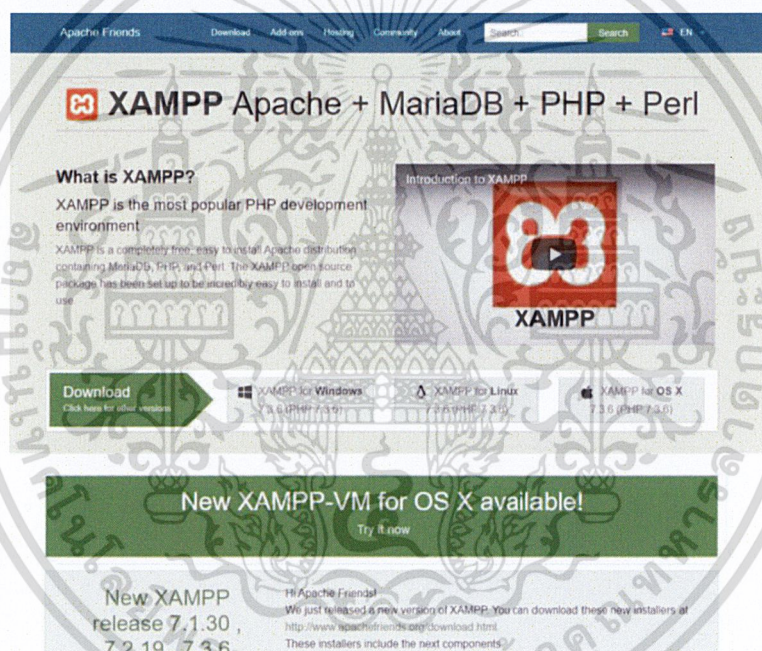 Apache Friends
Download Add-ons Hosting Community About Search... Search EN
XAMPP Apache + MariaDB + PHP + Perl
What is XAMPP?
XAMPP is the most popular PHP development
environment
XAMPP is a completely free, easy to install Apache distribution
containing MariaDB, PHP, and Perl. The XAMPP open source
package has been set up to be incredibly easy to install and to
use.
Introduction to XAMPP
XAMPP
Download
Click here for other versions
XAMPP for Windows
7.3.6 (PHP 7.3.6)
XAMPP for Linux
7.3.6 (PHP 7.3.6)
XAMPP for OS X
7.3.6 (PHP 7.3.6)
New XAMPP-VM for OS X available!
Try it now
New XAMPP
release 7.1.30 ,
7.2.19 , 7.3.6
Hi Apache Friends!
We just released a new version of XAMPP. You can download these new installers at
http://www.apachefriends.org/download.html.
These installers include the next components